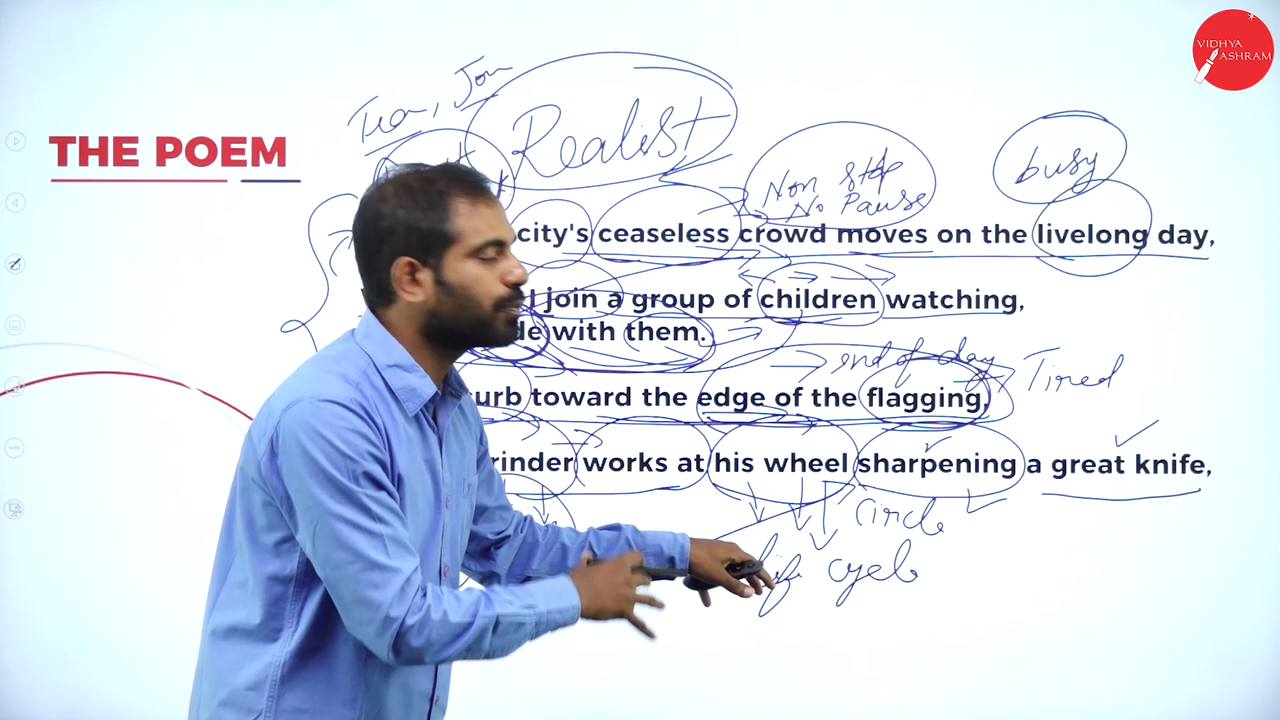 VIDHYA
ASHRAM
Join
Realist
THE POEM
busy
Non stop
No Pause
city's ceaseless crowd moves on the livelong day,
I join a group of children watching,
with them.
end of day
Tired
urb toward the edge of the flagging,
rinder works at his wheel sharpening a great knife,
circle
life cycle